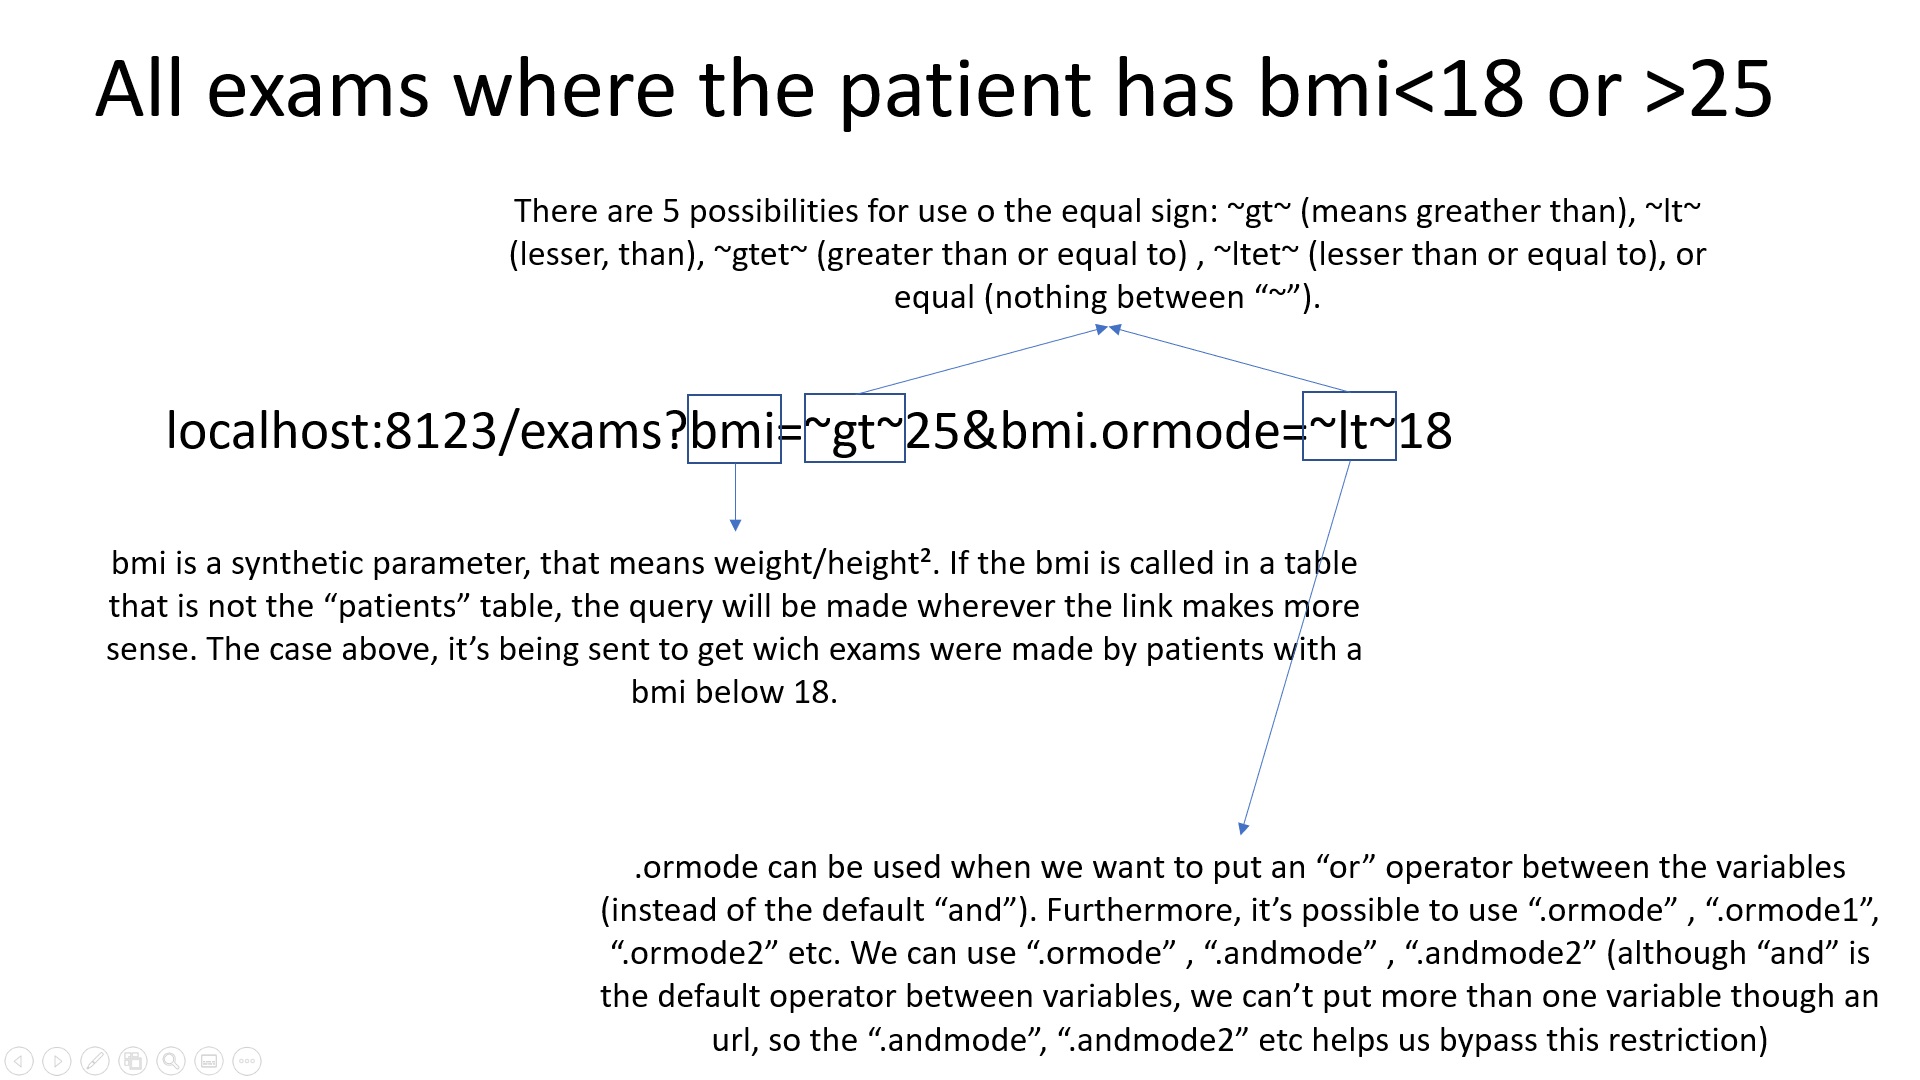 All exams where the patient has bmi<18 or >25
There are 5 possibilities for use o the equal sign: ~gt~ (means greather than), ~lt~
(lesser, than), ~gtet~ (greater than or equal to) , ~ltet~ (lesser than or equal to), or
equal (nothing between “~”).
localhost:8123/exams?bmi=~gt~25&bmi.ormode=~lt~18
bmi is a synthetic parameter, that means weight/height². If the bmi is called in a table
that is not the “patients” table, the query will be made wherever the link makes more
sense. The case above, it’s being sent to get wich exams were made by patients with a
bmi below 18.
.ormode can be used when we want to put an “or” operator between the variables
(instead of the default “and”). Furthermore, it’s possible to use “.ormode” , “.ormode1”,
“.ormode2” etc. We can use “.ormode” , “.andmode” , “.andmode2” (although “and” is
the default operator between variables, we can’t put more than one variable though an
url, so the “.andmode”, “.andmode2” etc helps us bypass this restriction)